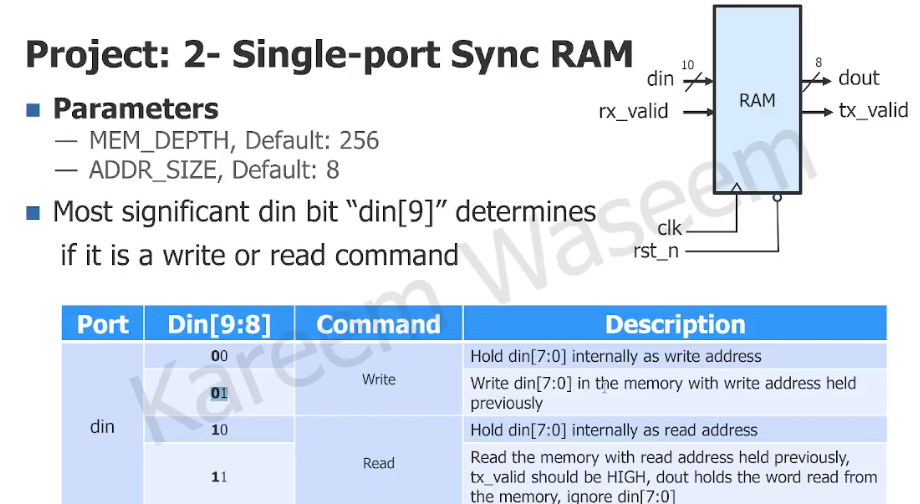 Project: 2- Single-port Sync RAM
Parameters
— MEM_DEPTH, Default: 256
— ADDR_SIZE, Default: 8
Most significant din bit “din[9]” determines
if it is a write or read command
10
8
din
dout
RAM
rx_valid
tx_valid
clk
rst_n
Kareem Waseem
Port Din[9:8] Command Description
din
Write
00
Hold din[7:0] internally as write address
01
Write din[7:0] in the memory with write address held
previously
Read
10
Hold din[7:0] internally as read address
11
Read the memory with read address held previously,
tx_valid should be HIGH, dout holds the word read from
the memory, ignore din[7:0]